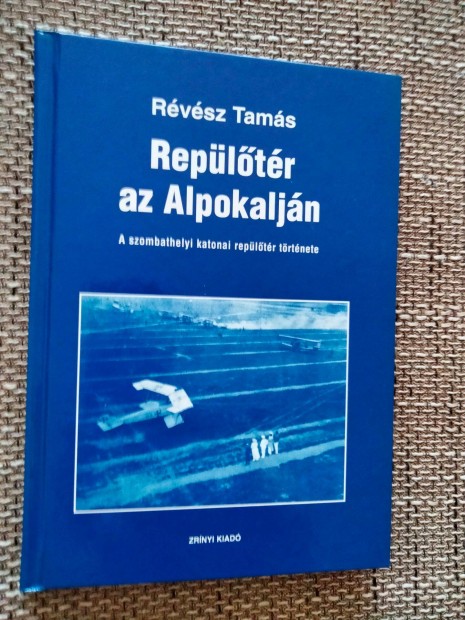 Révész Tamás
Repülőtér
az Alpokalján
A szombathelyi katonai repülőtér története
ZRÍNYI KIADÓ